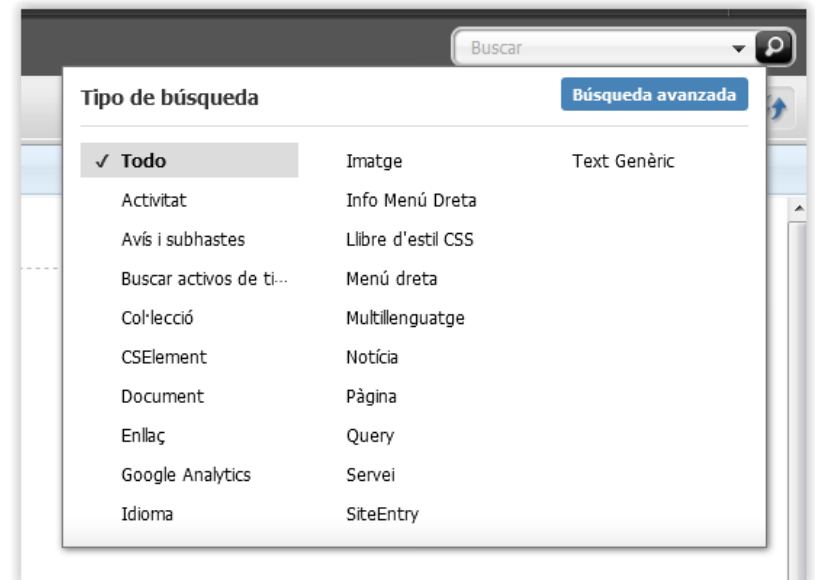 Buscar
Tipo de búsqueda
Búsqueda avanzada
✓ Todo
Activitat
Avís i subhastes
Buscar activos de ti...
Col·lecció
CSElement
Document
Enllaç
Google Analytics
Idioma
Imatge
Info Menú Dreta
Llibre d'estil CSS
Menú dreta
Multillenguatge
Notícia
Pàgina
Query
Servei
SiteEntry
Text Genèric